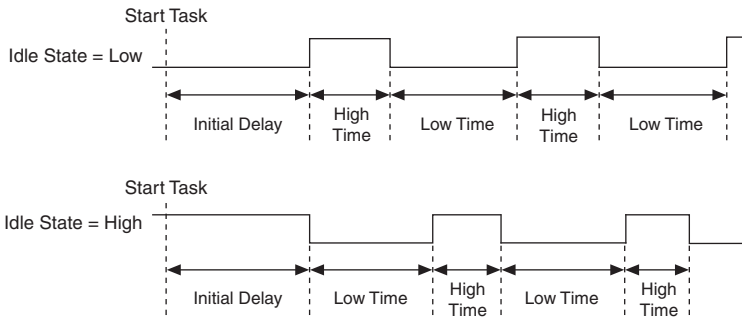 Start Task
Idle State = Low
Initial Delay
High
Time
Low Time
High
Time
Low Time
Start Task
Idle State = High
Initial Delay
Low Time
High
Time
Low Time
High
Time